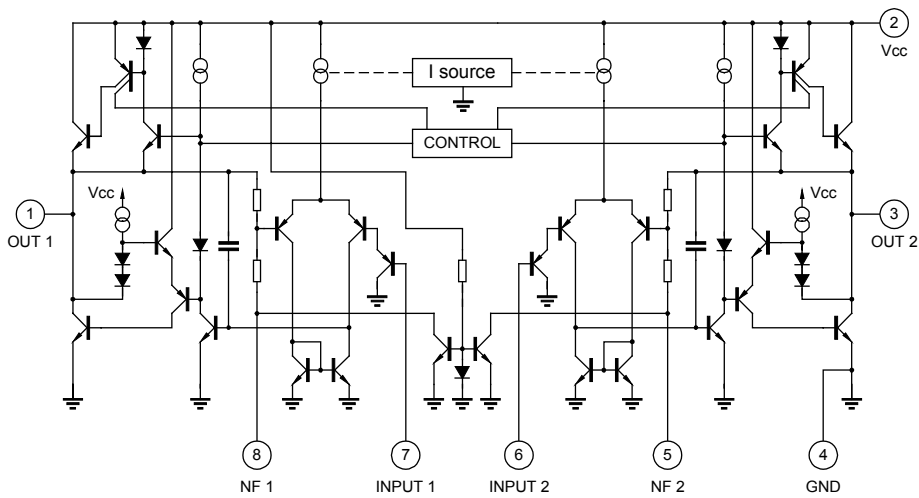 2
Vcc
I source
CONTROL
Vcc
Vcc
1
OUT 1
3
OUT 2
8
7
6
5
4
NF 1
INPUT 1
INPUT 2
NF 2
GND